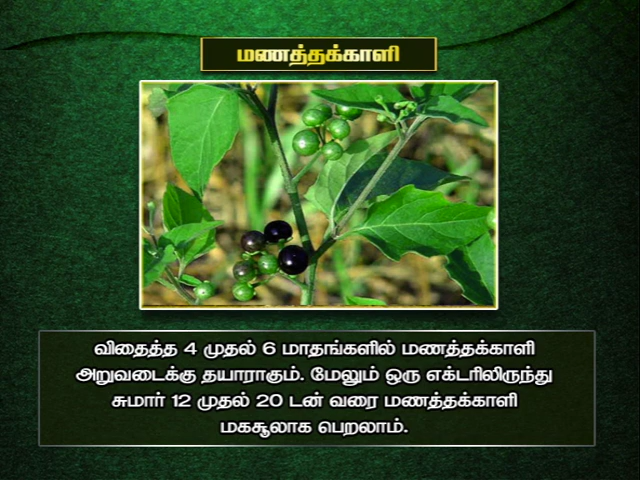 மணத்தக்காளி
விதைத்த 4 முதல் 6 மாதங்களில் மணத்தக்காளி
அறுவடைக்கு தயாராகும். மேலும் ஒரு எக்டரிலிருந்து
சுமார் 12 முதல் 20 டன் வரை மணத்தக்காளி
மகசூலாக பெறலாம்.